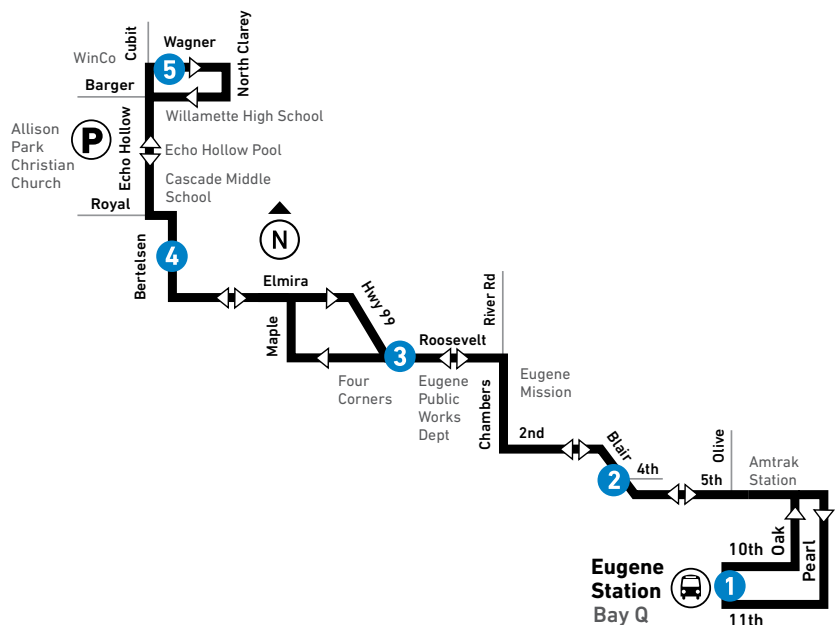 Cubit
Wagner
North Clarey
WinCo
5
Barger
Willamette High School
Allison
Park
Christian
Church
P
Echo Hollow
Echo Hollow Pool
Cascade Middle
School
Royal
N
Bertelsen
4
Elmira
Hwy 99
Maple
River Rd
Roosevelt
3
Four
Corners
Eugene
Public
Works
Dept
Chambers
Eugene
Mission
2nd
Blair
2
4th
5th
Olive
Amtrak
Station
10th
Oak
Pearl
Eugene
Station
Bay Q
1
11th